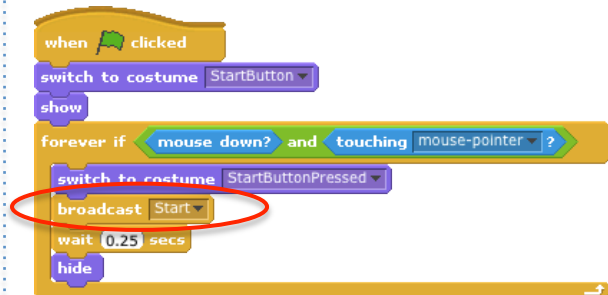 when clicked
switch to costume StartButton
show
forever if mouse down? and touching mouse-pointer ?
switch to costume StartButtonPressed
broadcast Start
wait 0.25 secs
hide